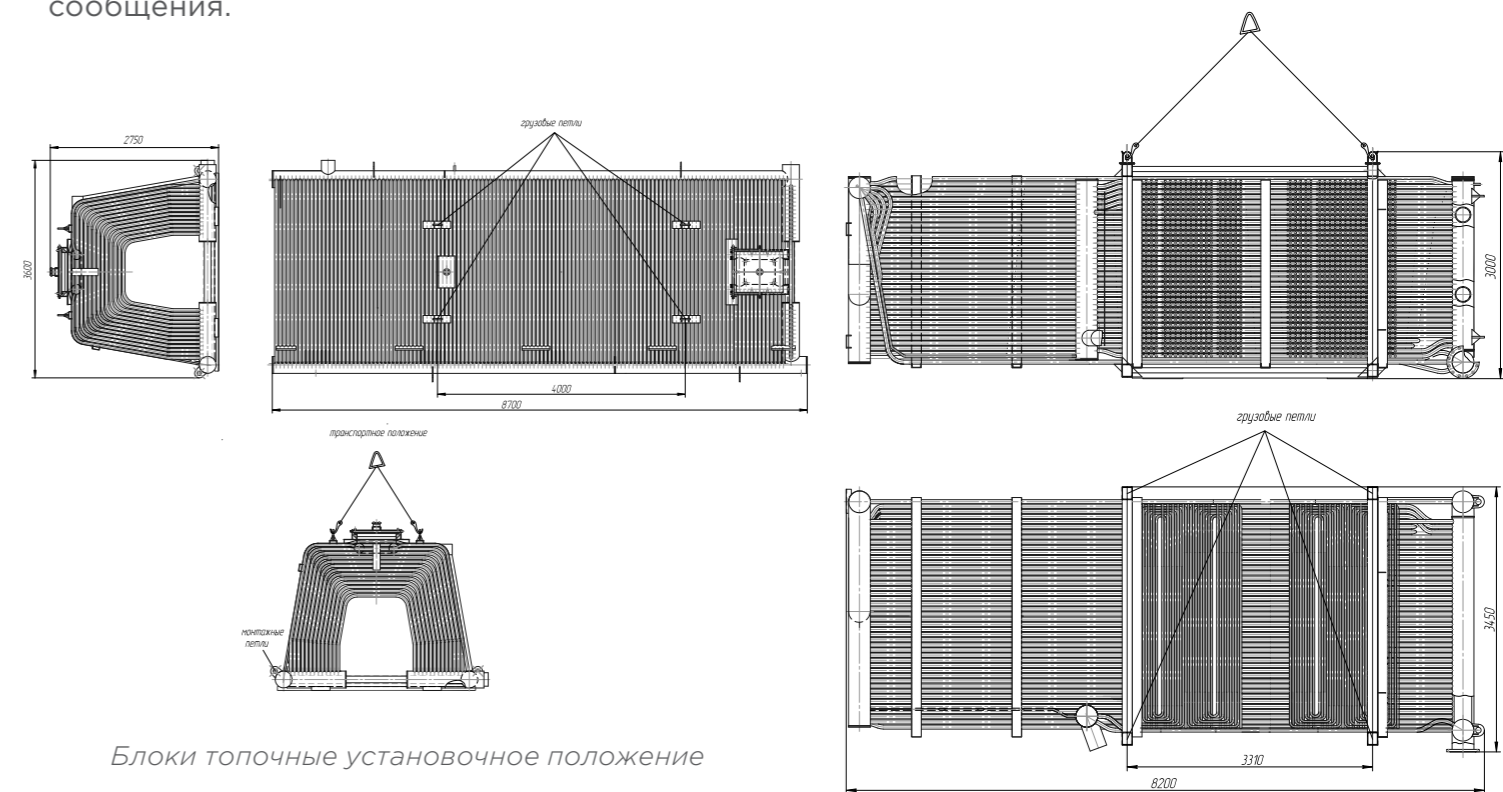 сообщения.
2750
3600
грузовые петли
4000
8700
3000
транспортное положение
монтажные
петли
грузовые петли
3450
3310
8200
Блоки топочные установочное положение